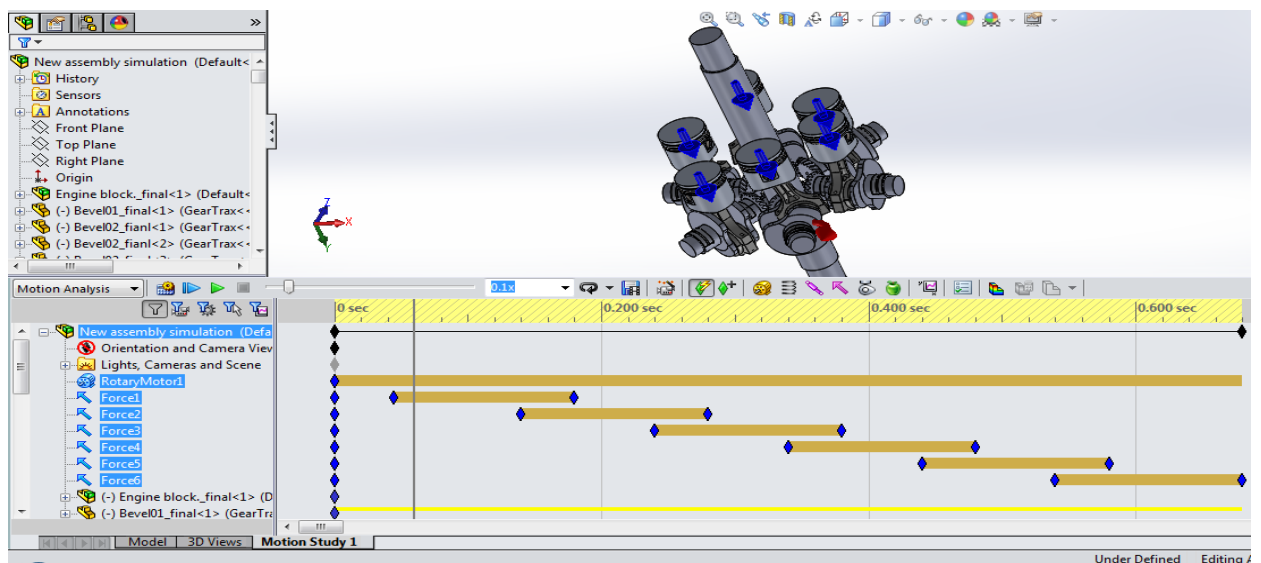 New assembly simulation (Default<
History
Sensors
A Annotations
Front Plane
Top Plane
Right Plane
Origin
Engine block._final<1> (Default<
(-) Bevel01_final<1> (GearTrax<
(-) Bevel02_fianl<1> (GearTrax<
(-) Bevel02_fianl<2> (GearTrax<
Z
X
Y
Motion Analysis
0.1x
0 sec
0.200 sec
0.400 sec
0.600 sec
New assembly simulation (Defa
Orientation and Camera View
Lights, Cameras and Scene
RotaryMotor1
Force1
Force2
Force3
Force4
Force5
Force6
(-) Engine block._final<1> (D
(-) Bevel01_final<1> (GearTra
Model
3D Views
Motion Study 1
Under Defined
Editing A